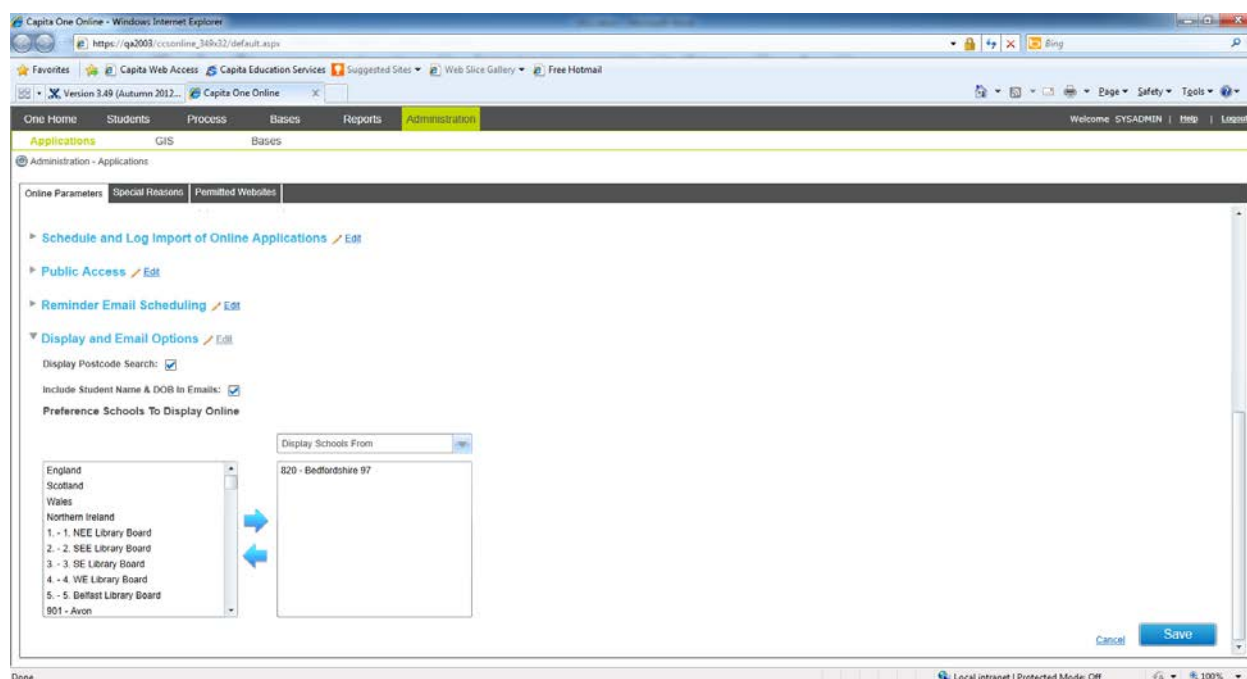 Capita One Online - Windows Internet Explorer
https://qa2003/ccsonline_349v32/default.aspx
Bing
Favorites Capita Web Access Capita Education Services Suggested Sites Web Slice Gallery Free Hotmail
Version 3.49 (Autumn 2012... Capita One Online X Page Safety Tools
One Home Students Process Bases Reports Administration Welcome SYSADMIN | Help | Logout
Applications GIS Bases
Administration - Applications
Online Parameters Special Reasons Permitted Websites
Schedule and Log Import of Online Applications Edit
Public Access Edit
Reminder Email Scheduling Edit
Display and Email Options Edit
Display Postcode Search:
Include Student Name & DOB In Emails:
Preference Schools To Display Online
Display Schools From
England
Scotland
Wales
Northern Ireland
1. - 1. NEE Library Board
2. - 2. SEE Library Board
3. - 3. SE Library Board
4. - 4. WE Library Board
5. - 5. Belfast Library Board
901 - Avon
820 - Bedfordshire 97
Cancel Save
Done Local intranet | Protected Mode: Off 100%